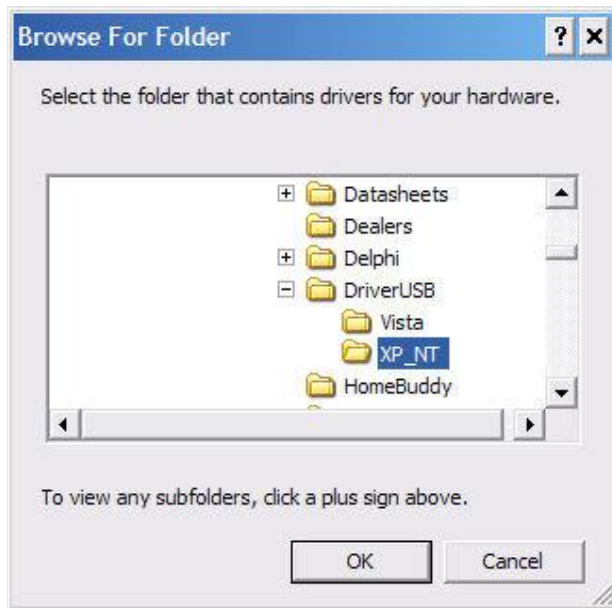 Browse For Folder
Select the folder that contains drivers for your hardware.
Datasheets
Dealers
Delphi
DriverUSB
Vista
XP_NT
HomeBuddy
To view any subfolders, click a plus sign above.
OK Cancel